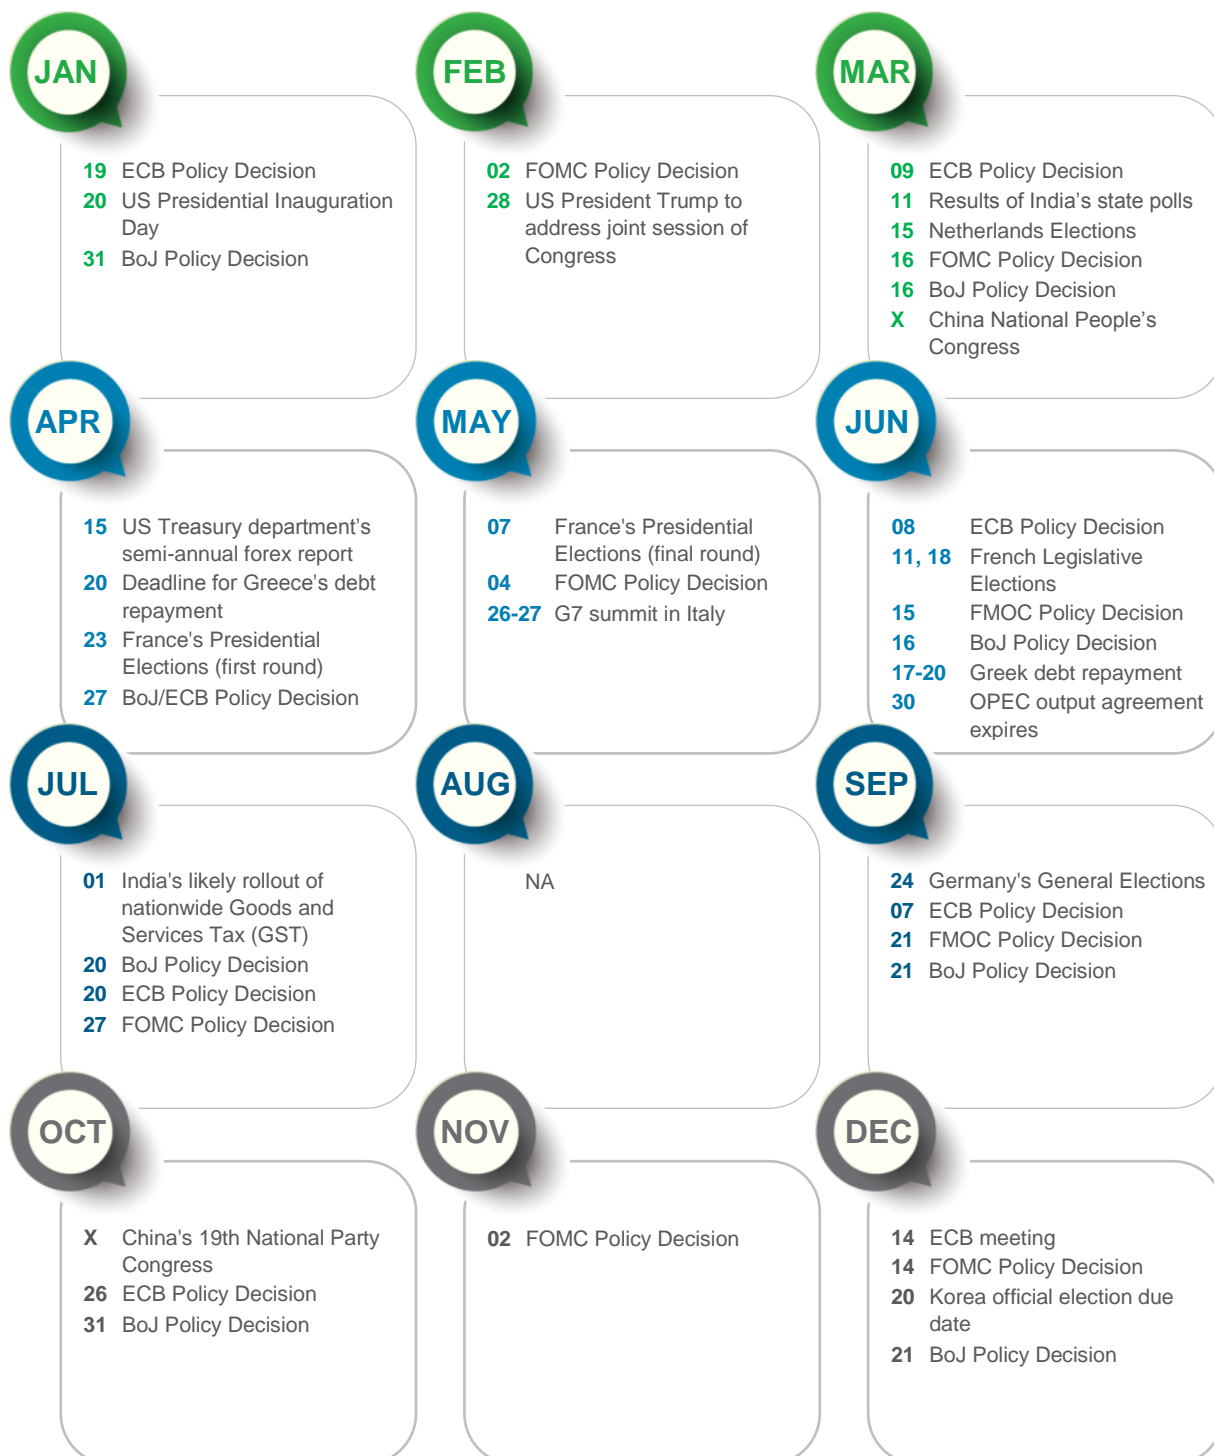 JAN
19 ECB Policy Decision
20 US Presidential Inauguration
Day
31 BoJ Policy Decision
FEB
02 FOMC Policy Decision
28 US President Trump to
address joint session of
Congress
MAR
09 ECB Policy Decision
11 Results of India’s state polls
15 Netherlands Elections
16 FOMC Policy Decision
16 BoJ Policy Decision
X China National People’s
Congress
APR
15 US Treasury department’s
semi-annual forex report
20 Deadline for Greece’s debt
repayment
23 France's Presidential
Elections (first round)
27 BoJ/ECB Policy Decision
MAY
07 France's Presidential
Elections (final round)
04 FOMC Policy Decision
26-27 G7 summit in Italy
JUN
08 ECB Policy Decision
11, 18 French Legislative
Elections
15 FMOC Policy Decision
16 BoJ Policy Decision
17-20 Greek debt repayment
30 OPEC output agreement
expires
JUL
01 India's likely rollout of
nationwide Goods and
Services Tax (GST)
20 BoJ Policy Decision
20 ECB Policy Decision
27 FOMC Policy Decision
AUG
NA
SEP
24 Germany's General Elections
07 ECB Policy Decision
21 FMOC Policy Decision
21 BoJ Policy Decision
OCT
X China's 19th National Party
Congress
26 ECB Policy Decision
31 BoJ Policy Decision
NOV
02 FOMC Policy Decision
DEC
14 ECB meeting
14 FOMC Policy Decision
20 Korea official election due
date
21 BoJ Policy Decision